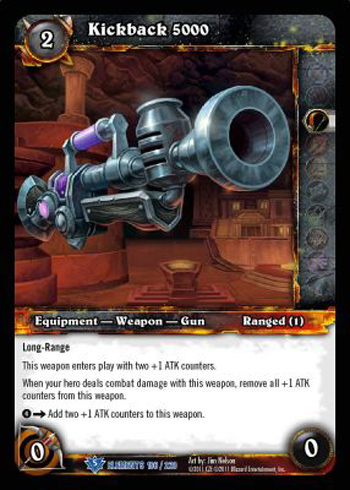 2
Kickback 5000
Equipment — Weapon — Gun Ranged (1)
Long-Range
This weapon enters play with two +1 ATK counters.
When your hero deals combat damage with this weapon, remove all +1 ATK
counters from this weapon.
Add two +1 ATK counters to this weapon.
0
0
Art by: Jim Nelson